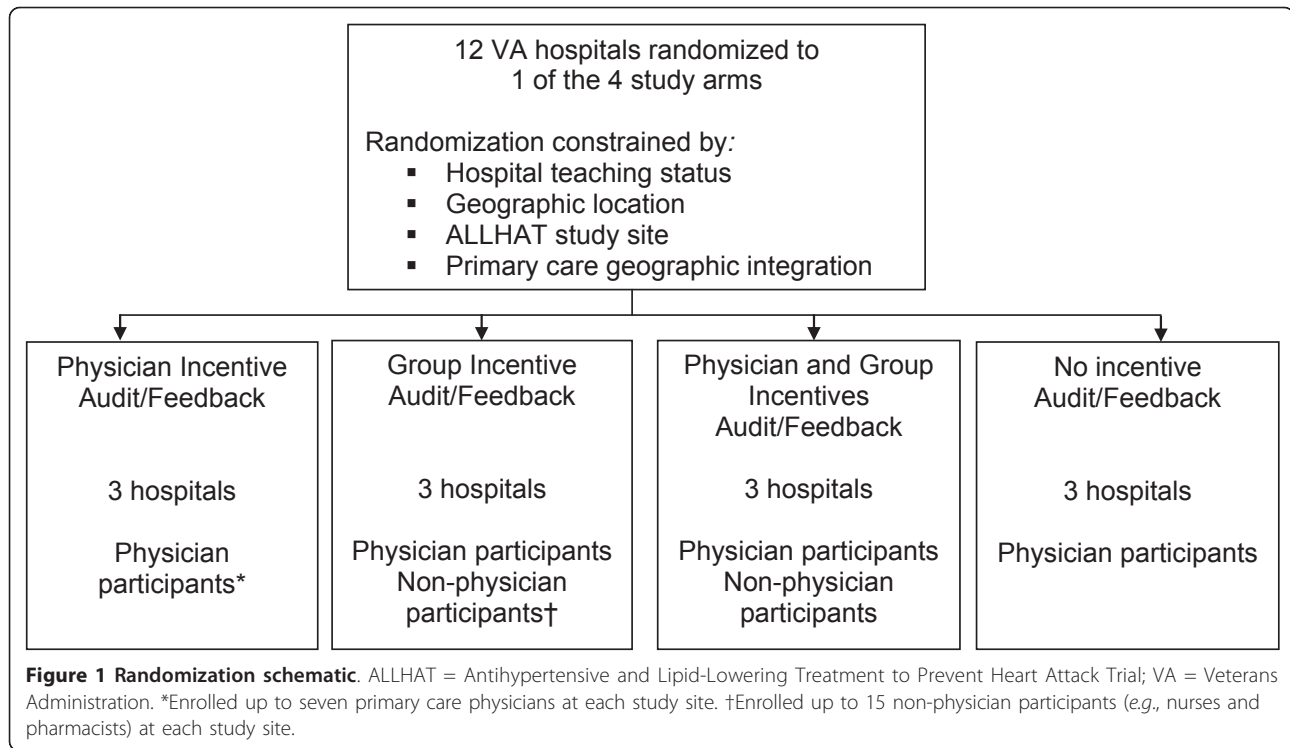 12 VA hospitals randomized to
1 of the 4 study arms
Randomization constrained by:
▪ Hospital teaching status
▪ Geographic location
▪ ALLHAT study site
▪ Primary care geographic integration
Physician Incentive
Audit/Feedback
3 hospitals
Physician
participants*
Group Incentive
Audit/Feedback
3 hospitals
Physician participants
Non-physician
participants†
Physician and Group
Incentives
Audit/Feedback
3 hospitals
Physician participants
Non-physician
participants
No incentive
Audit/Feedback
3 hospitals
Physician participants
Figure 1 Randomization schematic. ALLHAT = Antihypertensive and Lipid-Lowering Treatment to Prevent Heart Attack Trial; VA = Veterans
Administration. *Enrolled up to seven primary care physicians at each study site. †Enrolled up to 15 non-physician participants (e.g., nurses and
pharmacists) at each study site.